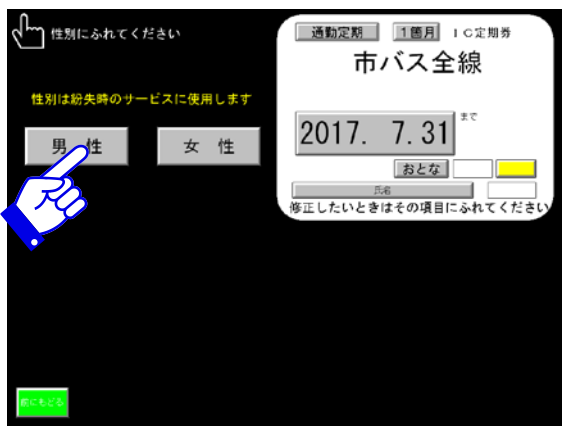 性別にふれてください
性別は紛失時のサービスに使用します
男 性
女 性
通勤定期 1箇月 IC定期券
市バス全線
2017. 7.31 まで
おとな
氏名
修正したいときはその項目にふれてください
前にもどる